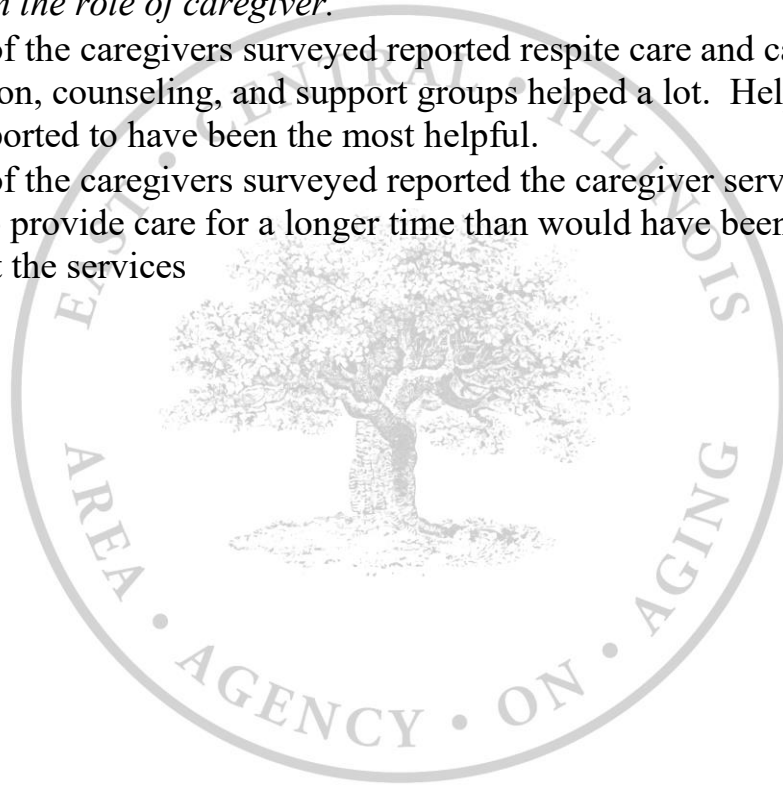 n the role of caregiver.
of the caregivers surveyed reported respite care and ca
on, counseling, and support groups helped a lot.  Hel
ported to have been the most helpful.
of the caregivers surveyed reported the caregiver serv
provide care for a longer time than would have been
t the services
EAST • CENTRAL • ILLINOIS
AREA • AGENCY • ON • AGING